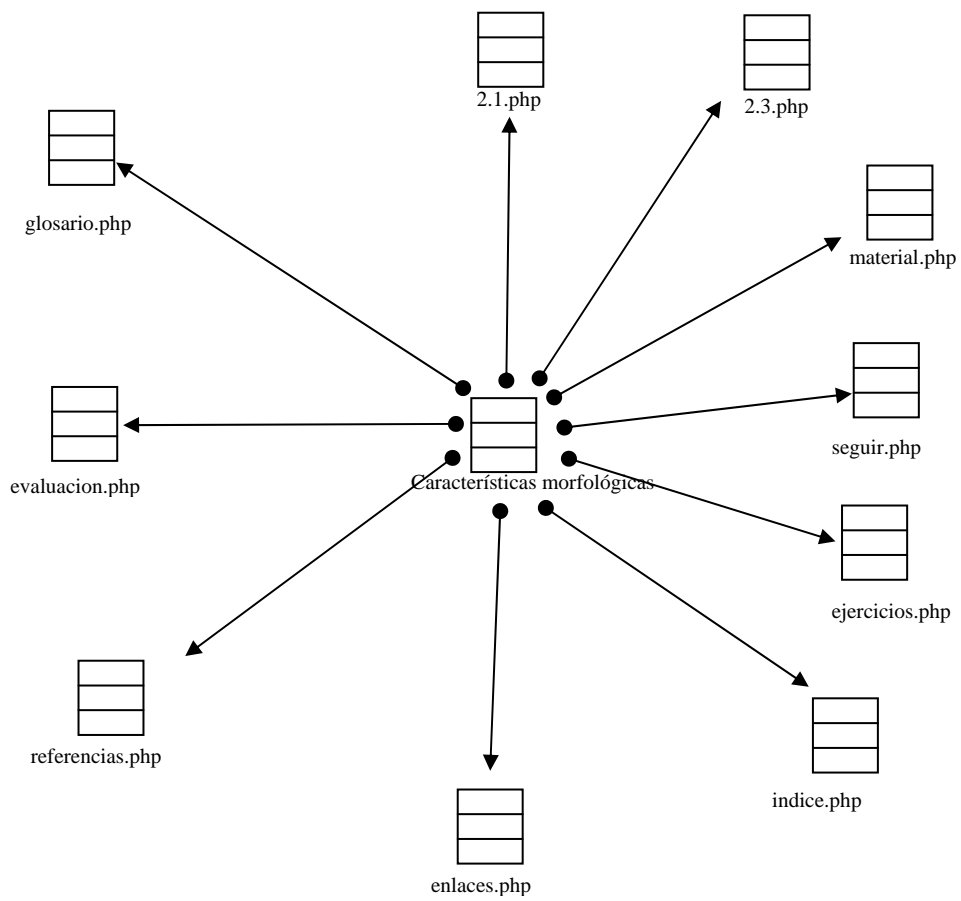 2.1.php
2.3.php
glosario.php
material.php
seguir.php
evaluacion.php
Características morfológicas
ejercicios.php
referencias.php
indice.php
enlaces.php